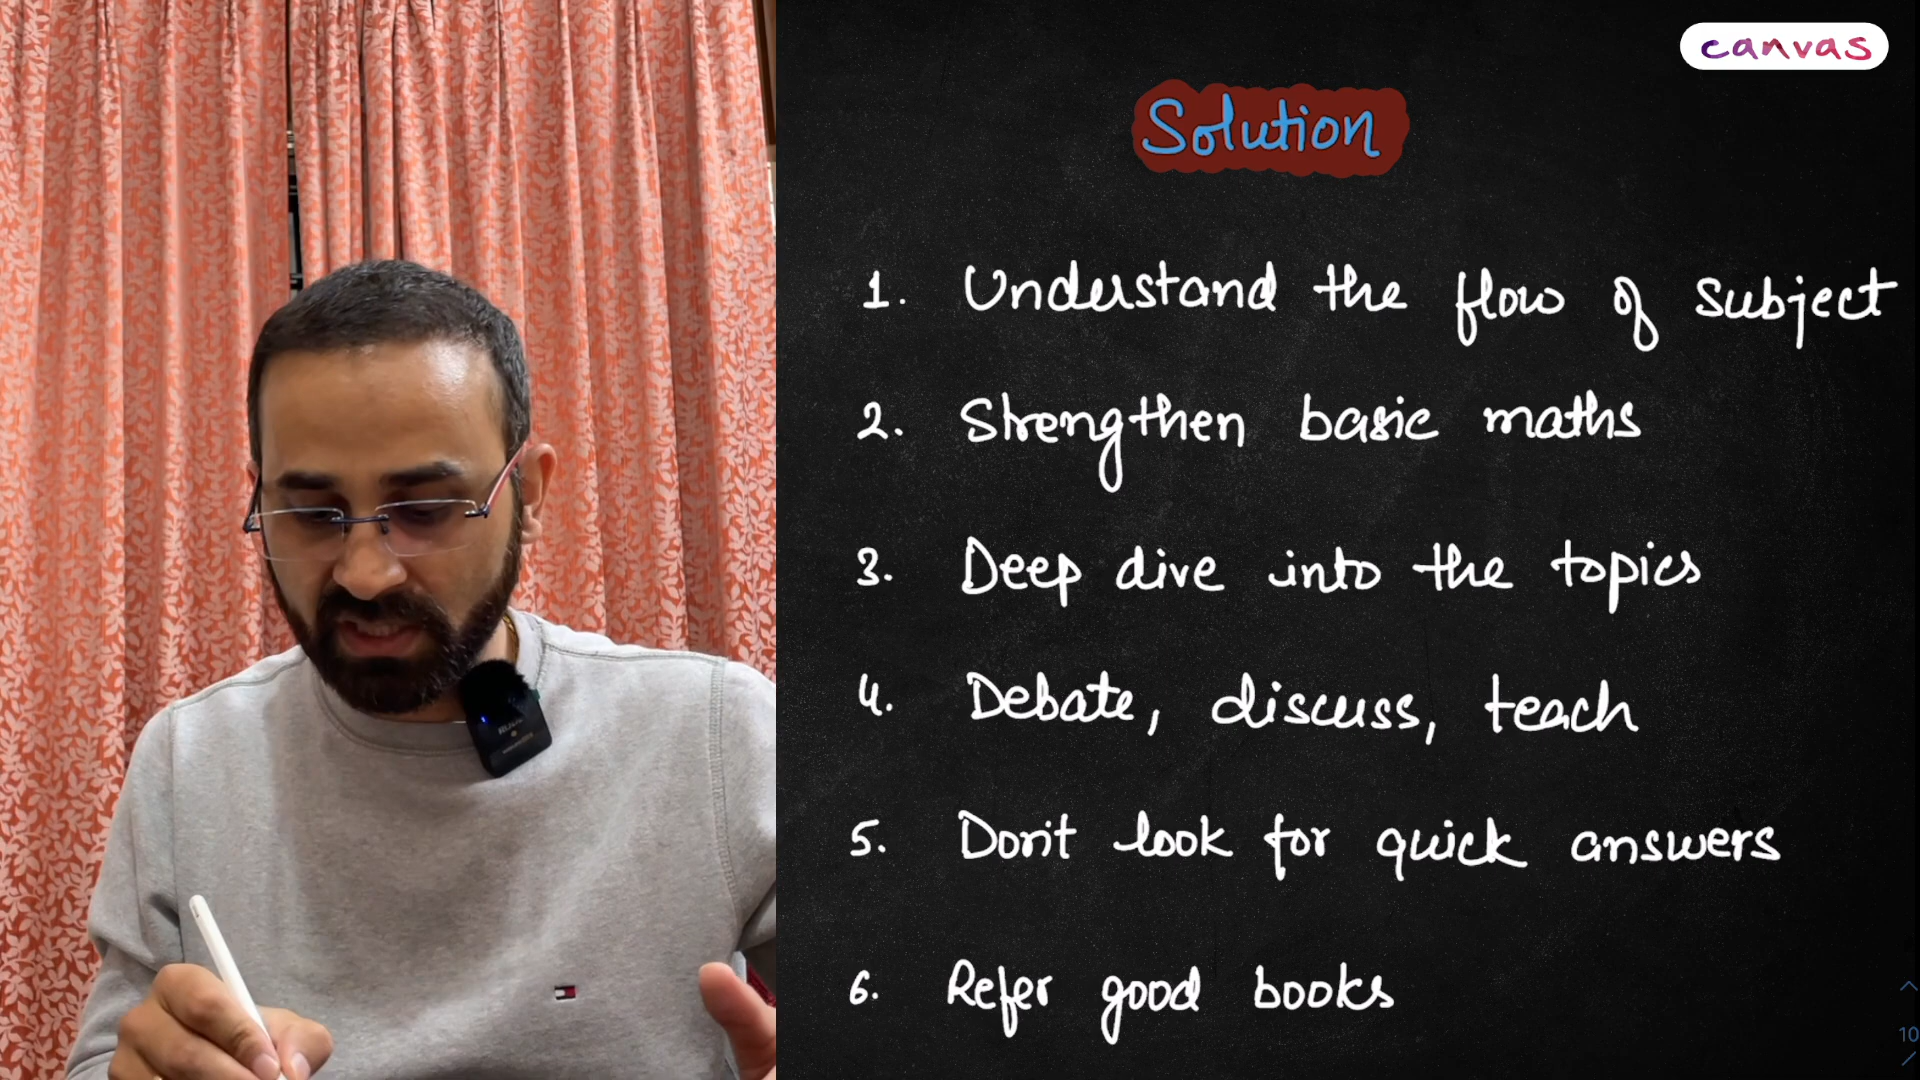 canvas
Solution
1. Understand the flow of subject
2. Strengthen basic maths
3. Deep dive into the topics
4. Debate, discuss, teach
5. Don't look for quick answers
6. Refer good books
10